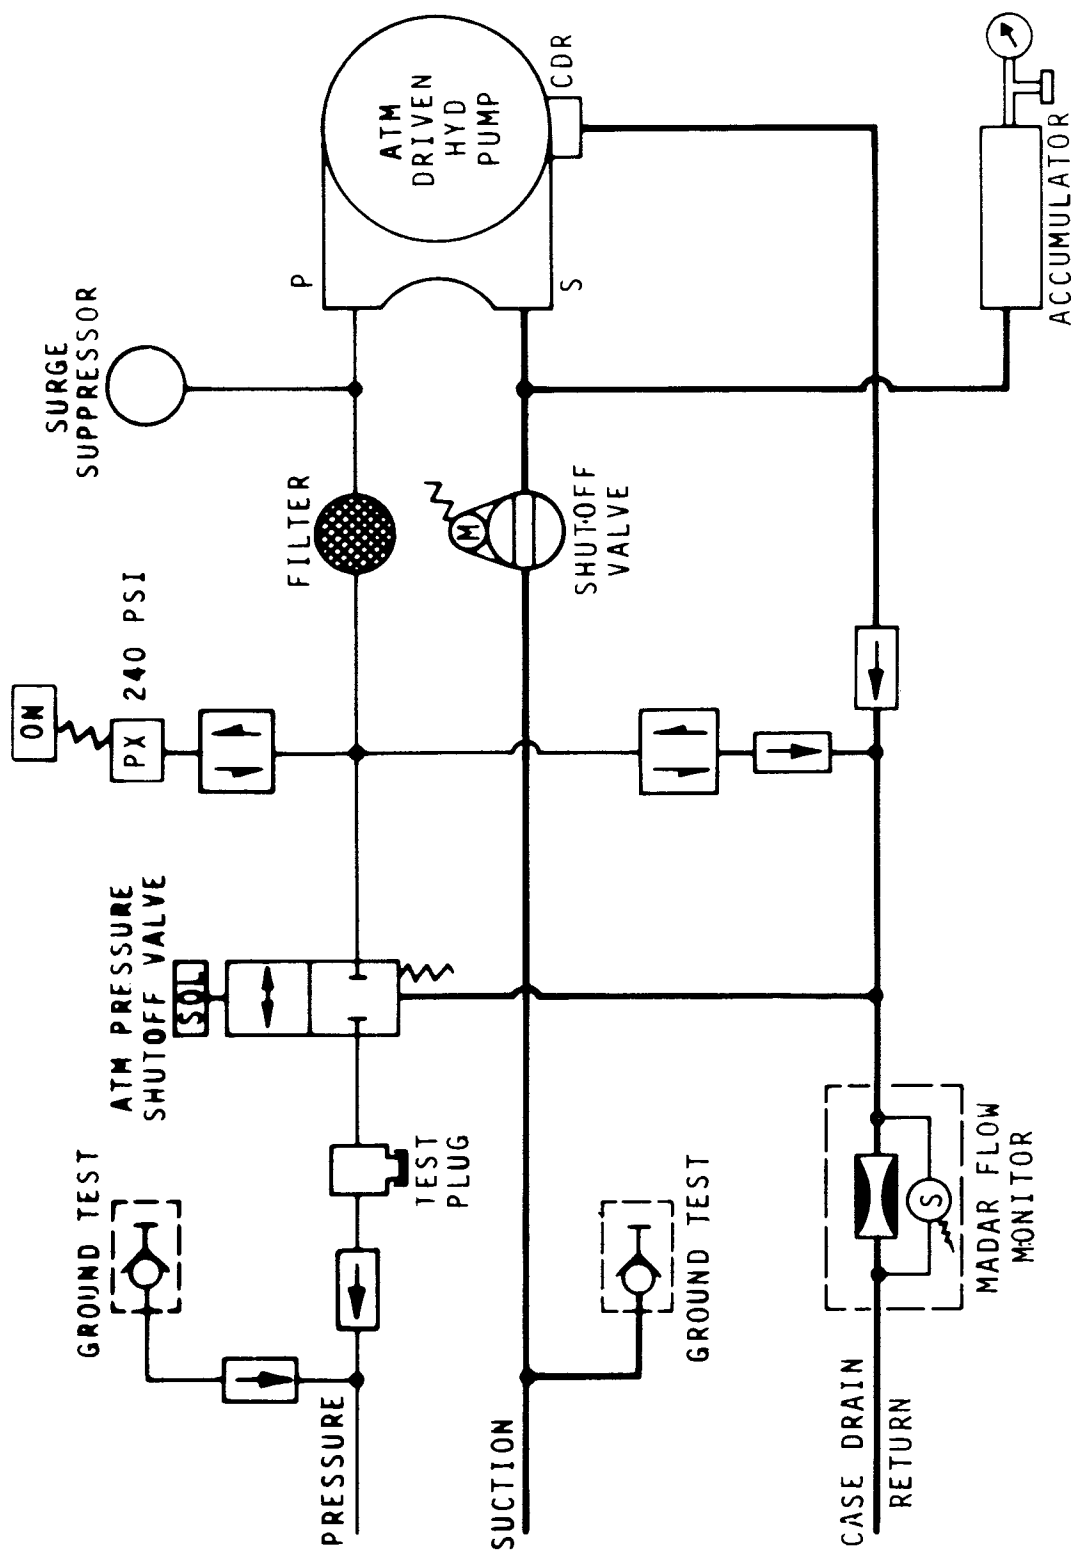 SURGE
SUPPRESSOR
P
ATM
DRIVEN
HYD
PUMP
CDR
S
ACCUMULATOR
FILTER
M
SHUTOFF
VALVE
ON
PX
240 PSI
ATM PRESSURE
SHUTOFF VALVE
SOL
TEST
PLUG
GROUND TEST
GROUND TEST
S
MADAR FLOW
MONITOR
PRESSURE
SUCTION
CASE DRAIN
RETURN